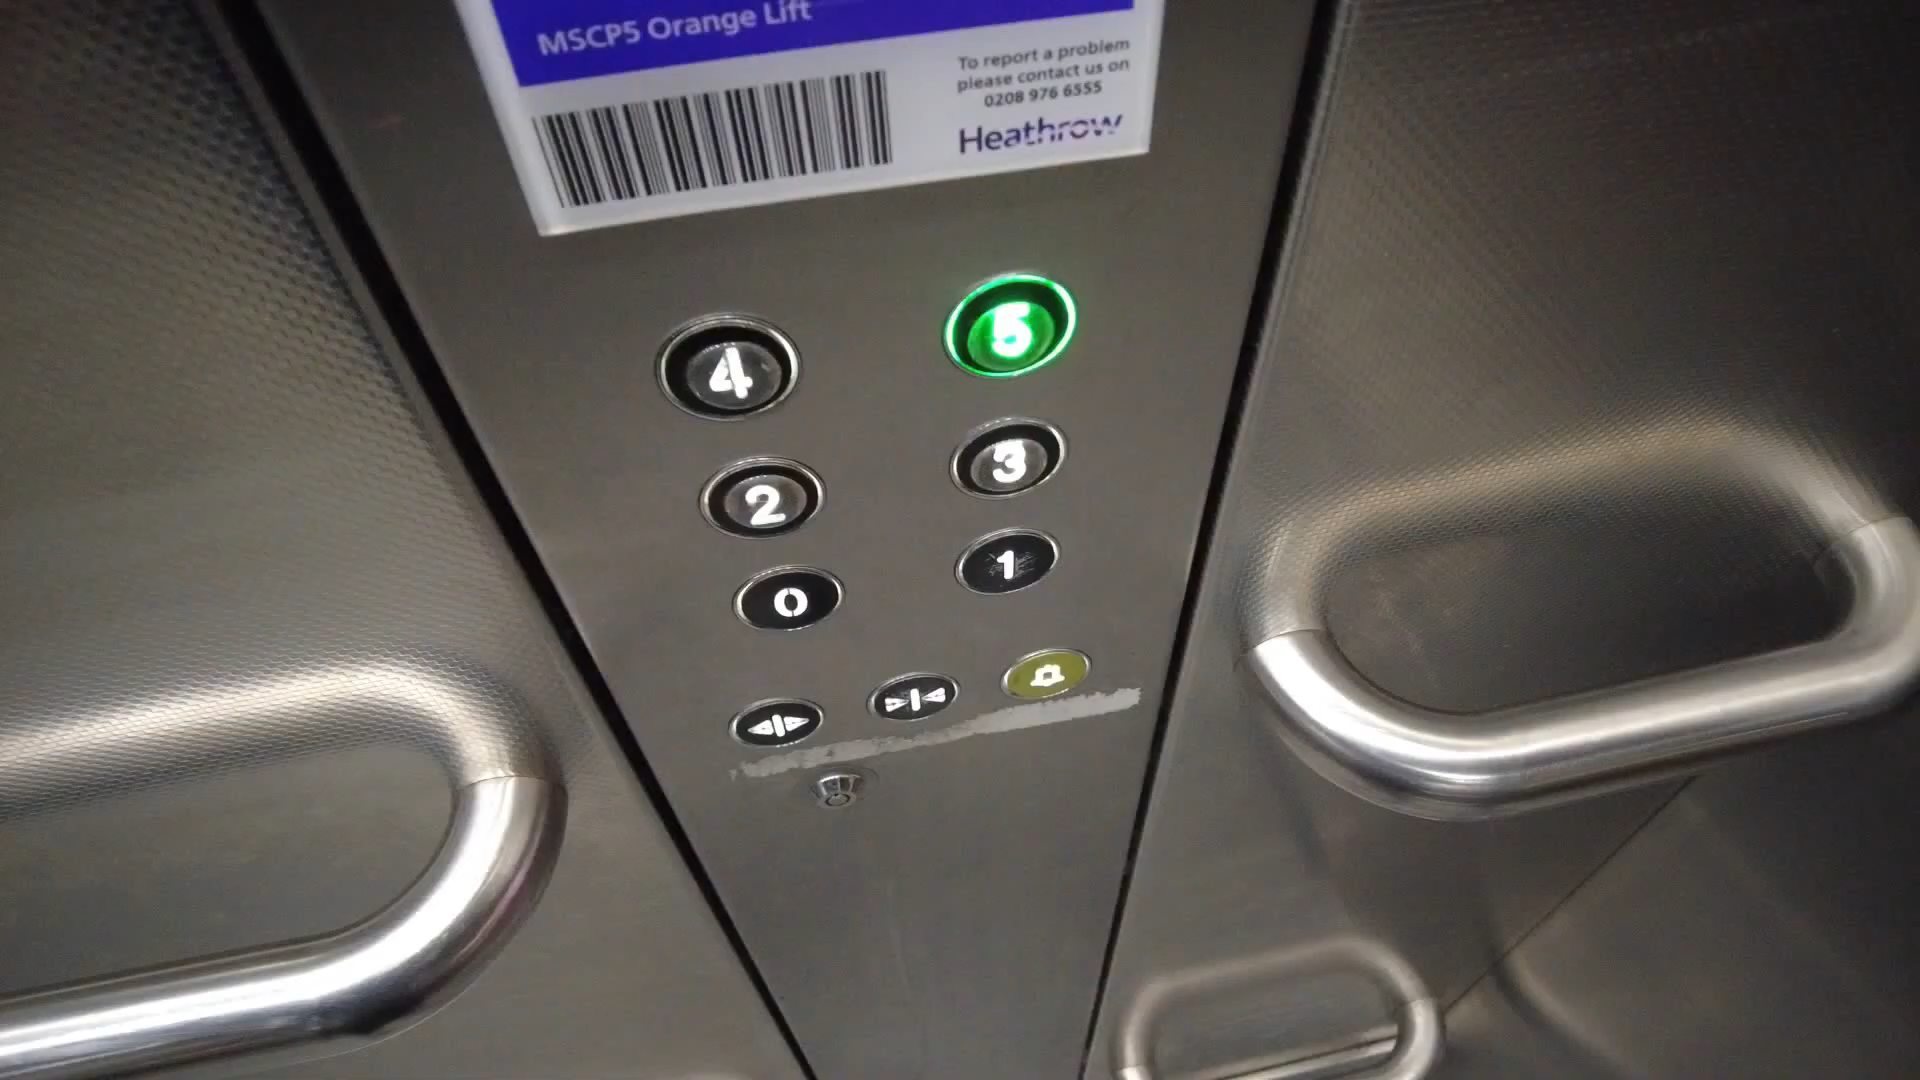 MSCP5 Orange Lift
To report a problem
please contact us on
0208 976 6555
Heathrow
4 5
2 3
0 1